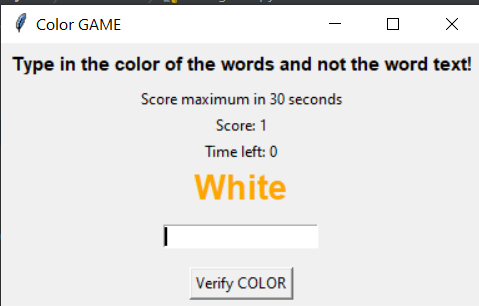 Color GAME
Type in the color of the words and not the word text!
Score maximum in 30 seconds
Score: 1
Time left: 0
White
Verify COLOR